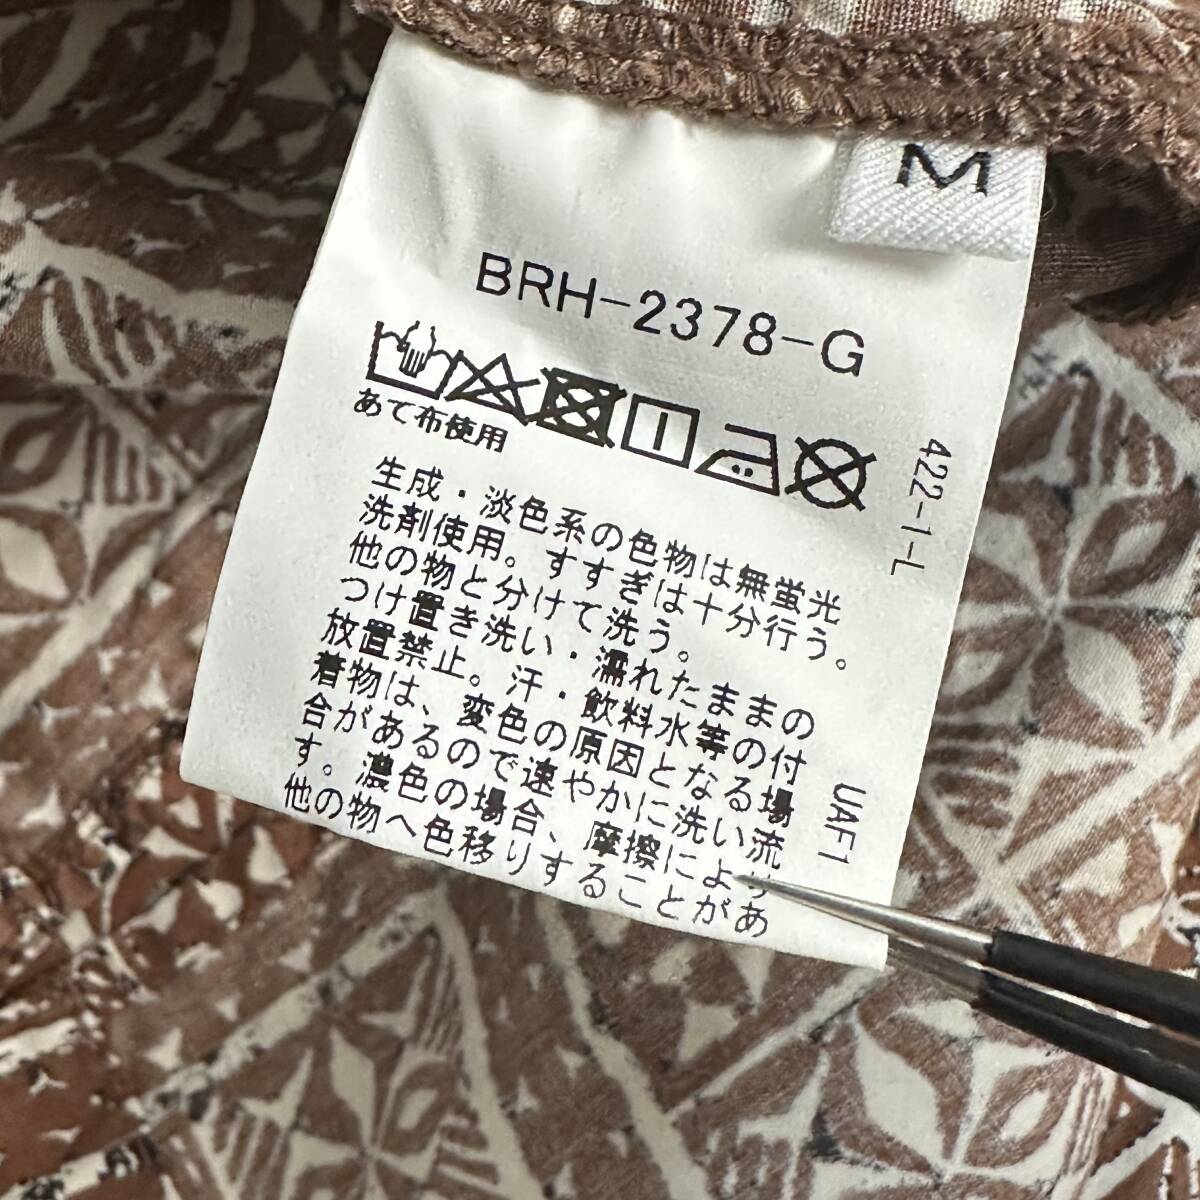 M
BRH-2378-G
あて布使用
生成・淡色系の色物は無蛍光
洗剤使用。すすぎは十分行う。
他の物と分けて洗う。
つけ置き洗い・濡れたままの
放置禁止。汗・飲料水等の付
着物は、変色の原因となる場
合があるので速やかに洗い流
す。濃色の場合、摩擦により
他の物へ色移りすることがあ
422-1-L
UAF1